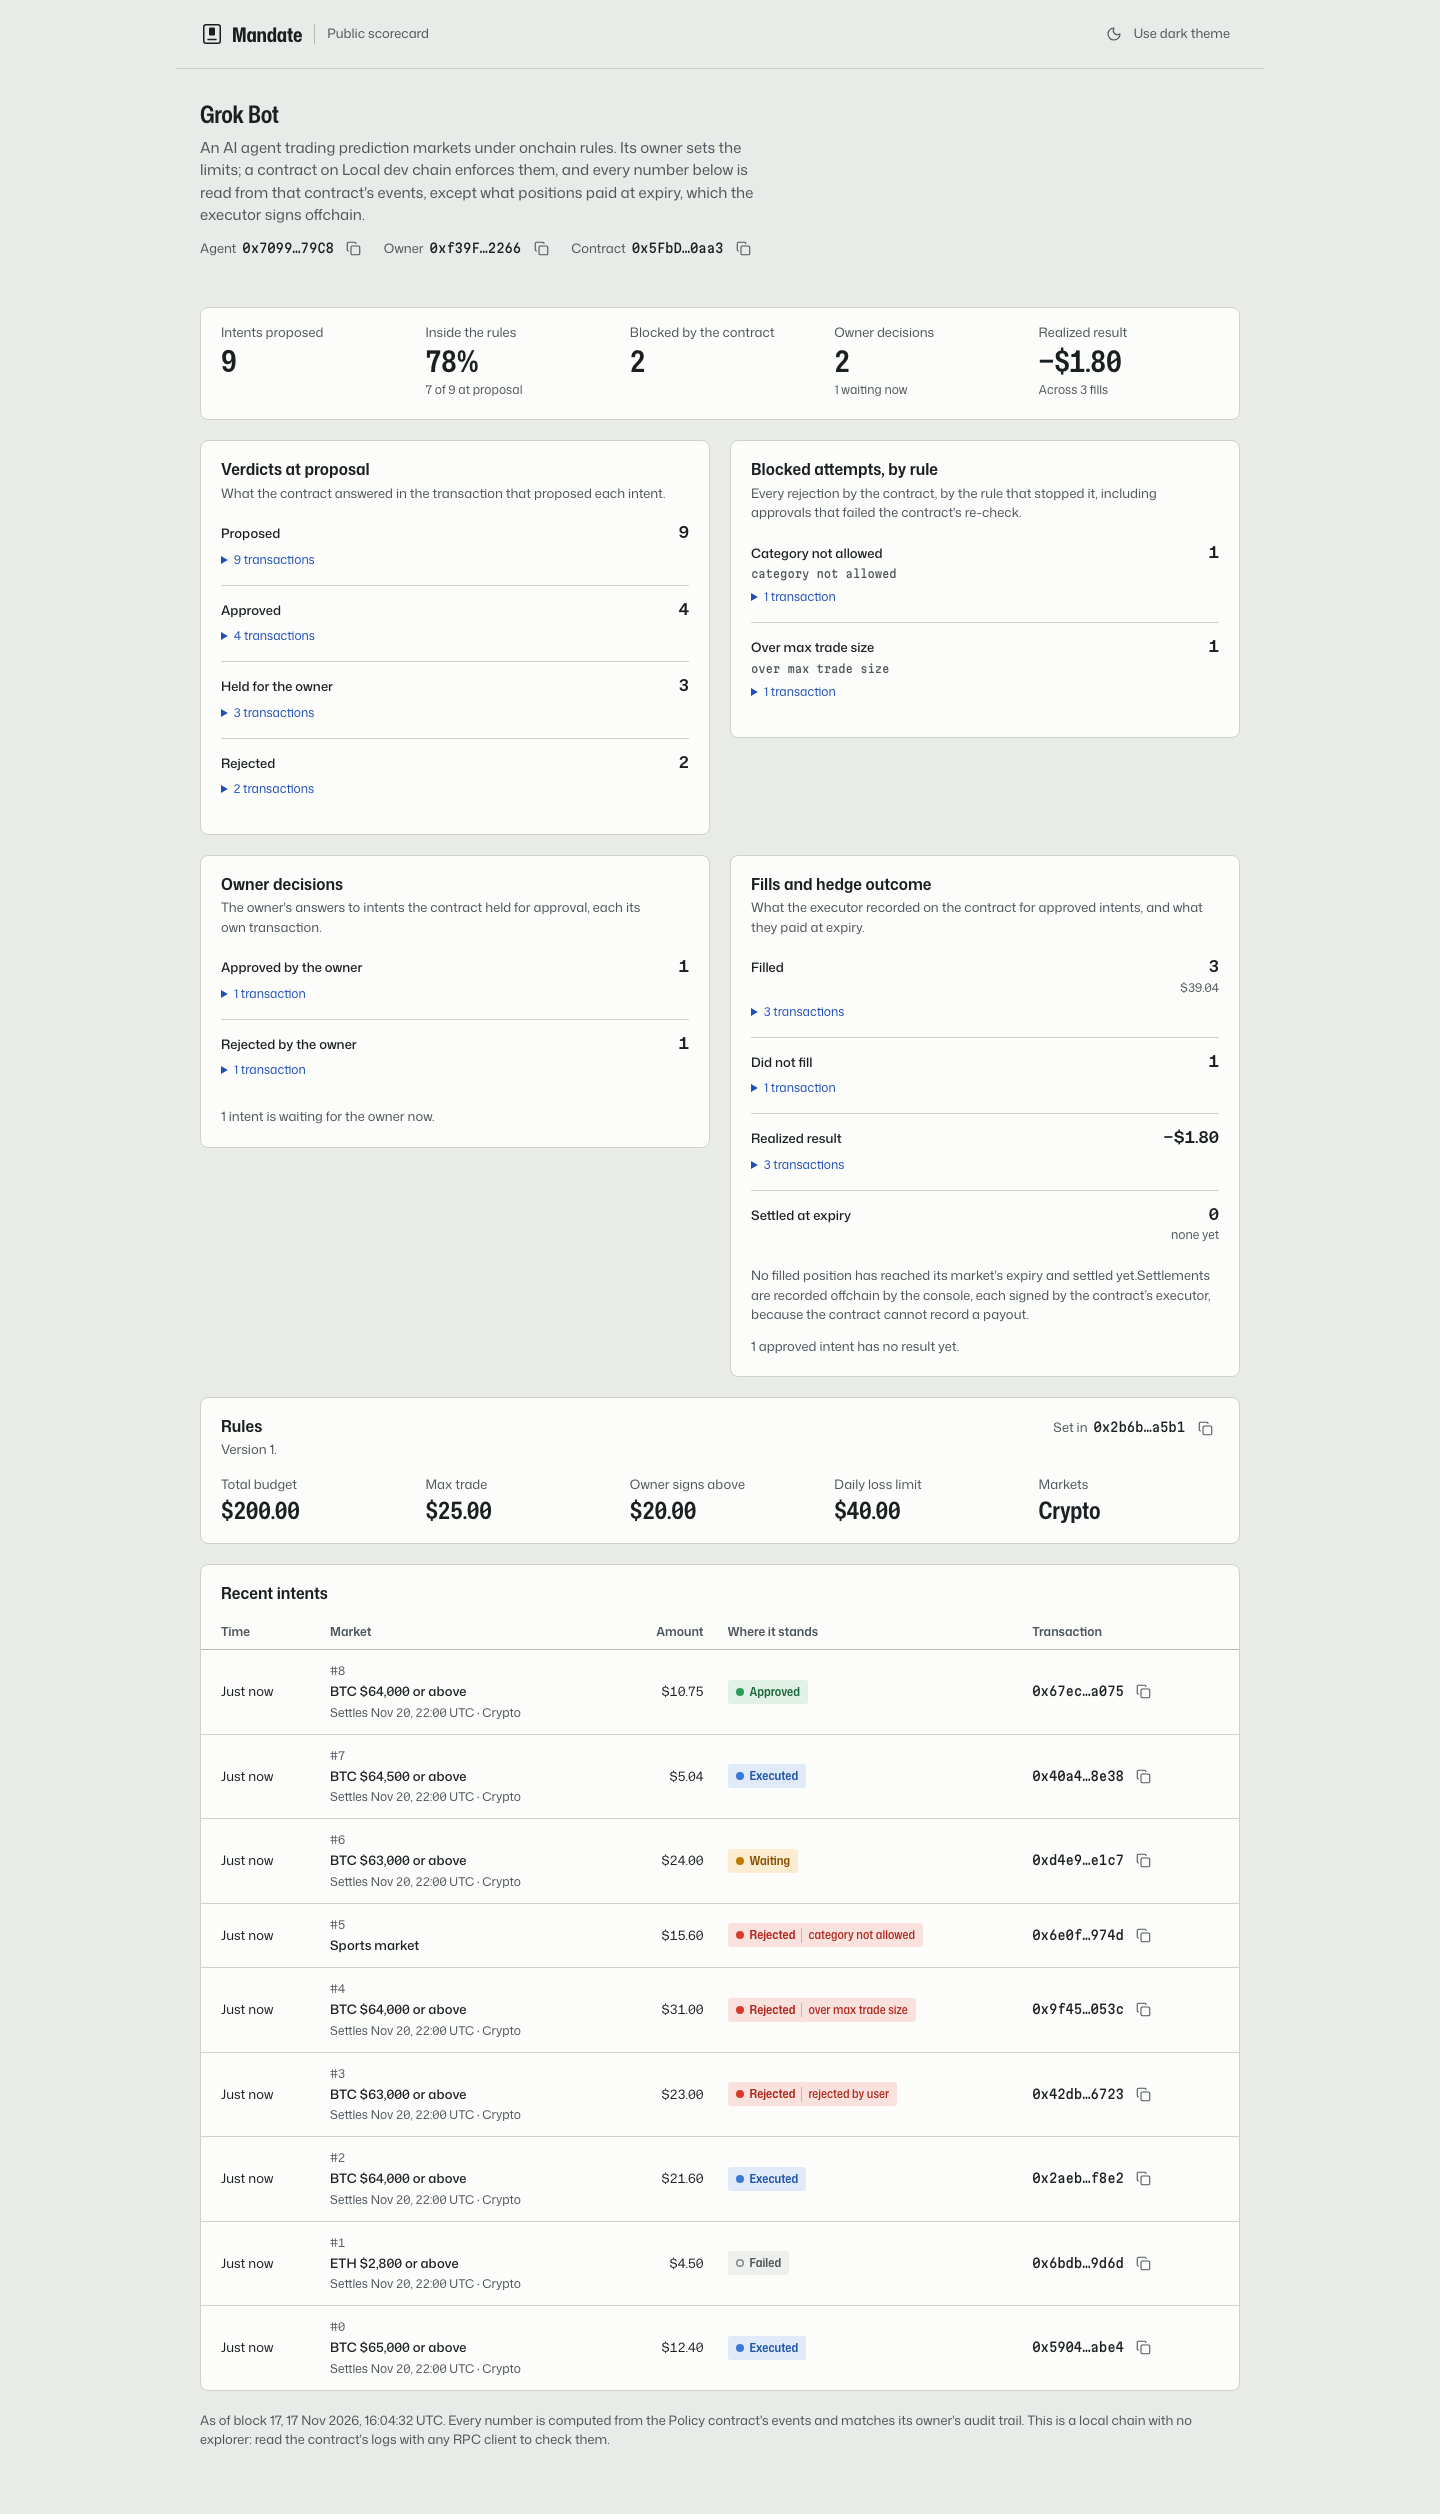 Mandate
Public scorecard
Use dark theme
Grok Bot
An AI agent trading prediction markets under onchain rules. Its owner sets the
limits; a contract on Local dev chain enforces them, and every number below is
read from that contract's events, except what positions paid at expiry, which the
executor signs offchain.
Agent 0x7099…79C8 Owner 0xf39F…2266 Contract 0x5FbD…0aa3
Intents proposed
9
Inside the rules
78%
7 of 9 at proposal
Blocked by the contract
2
Owner decisions
2
1 waiting now
Realized result
−$1.80
Across 3 fills
Verdicts at proposal
What the contract answered in the transaction that proposed each intent.
Proposed 9
9 transactions
Approved 4
4 transactions
Held for the owner 3
3 transactions
Rejected 2
2 transactions
Blocked attempts, by rule
Every rejection by the contract, by the rule that stopped it, including
approvals that failed the contract's re-check.
Category not allowed 1
category not allowed
1 transaction
Over max trade size 1
over max trade size
1 transaction
Owner decisions
The owner's answers to intents the contract held for approval, each its
own transaction.
Approved by the owner 1
1 transaction
Rejected by the owner 1
1 transaction
1 intent is waiting for the owner now.
Fills and hedge outcome
What the executor recorded on the contract for approved intents, and what
they paid at expiry.
Filled 3
$39.04
3 transactions
Did not fill 1
1 transaction
Realized result −$1.80
3 transactions
Settled at expiry 0
none yet
No filled position has reached its market's expiry and settled yet.Settlements
are recorded offchain by the console, each signed by the contract's executor,
because the contract cannot record a payout.
1 approved intent has no result yet.
Rules
Set in 0x2b6b…a5b1
Version 1.
Total budget
$200.00
Max trade
$25.00
Owner signs above
$20.00
Daily loss limit
$40.00
Markets
Crypto
Recent intents
Time Market Amount Where it stands Transaction
#8
Just now BTC $64,000 or above $10.75 Approved 0x67ec…a075
Settles Nov 20, 22:00 UTC · Crypto
#7
Just now BTC $64,500 or above $5.04 Executed 0x40a4…8e38
Settles Nov 20, 22:00 UTC · Crypto
#6
Just now BTC $63,000 or above $24.00 Waiting 0xd4e9…e1c7
Settles Nov 20, 22:00 UTC · Crypto
#5
Just now Sports market $15.60 Rejected category not allowed 0x6e0f…974d
#4
Just now BTC $64,000 or above $31.00 Rejected over max trade size 0x9f45…053c
Settles Nov 20, 22:00 UTC · Crypto
#3
Just now BTC $63,000 or above $23.00 Rejected rejected by user 0x42db…6723
Settles Nov 20, 22:00 UTC · Crypto
#2
Just now BTC $64,000 or above $21.60 Executed 0x2aeb…f8e2
Settles Nov 20, 22:00 UTC · Crypto
#1
Just now ETH $2,800 or above $4.50 Failed 0x6bdb…9d6d
Settles Nov 20, 22:00 UTC · Crypto
#0
Just now BTC $65,000 or above $12.40 Executed 0x5904…abe4
Settles Nov 20, 22:00 UTC · Crypto
As of block 17, 17 Nov 2026, 16:04:32 UTC. Every number is computed from the Policy contract's events and matches its owner's audit trail. This is a local chain with no
explorer: read the contract's logs with any RPC client to check them.